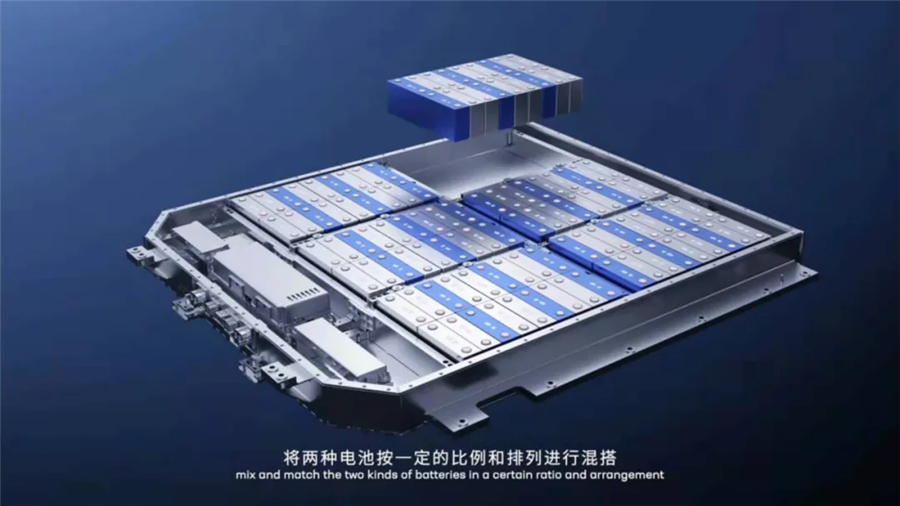 将两种电池按一定的比例和排列进行混搭
mix and match the two kinds of batteries in a certain ratio and arrangement